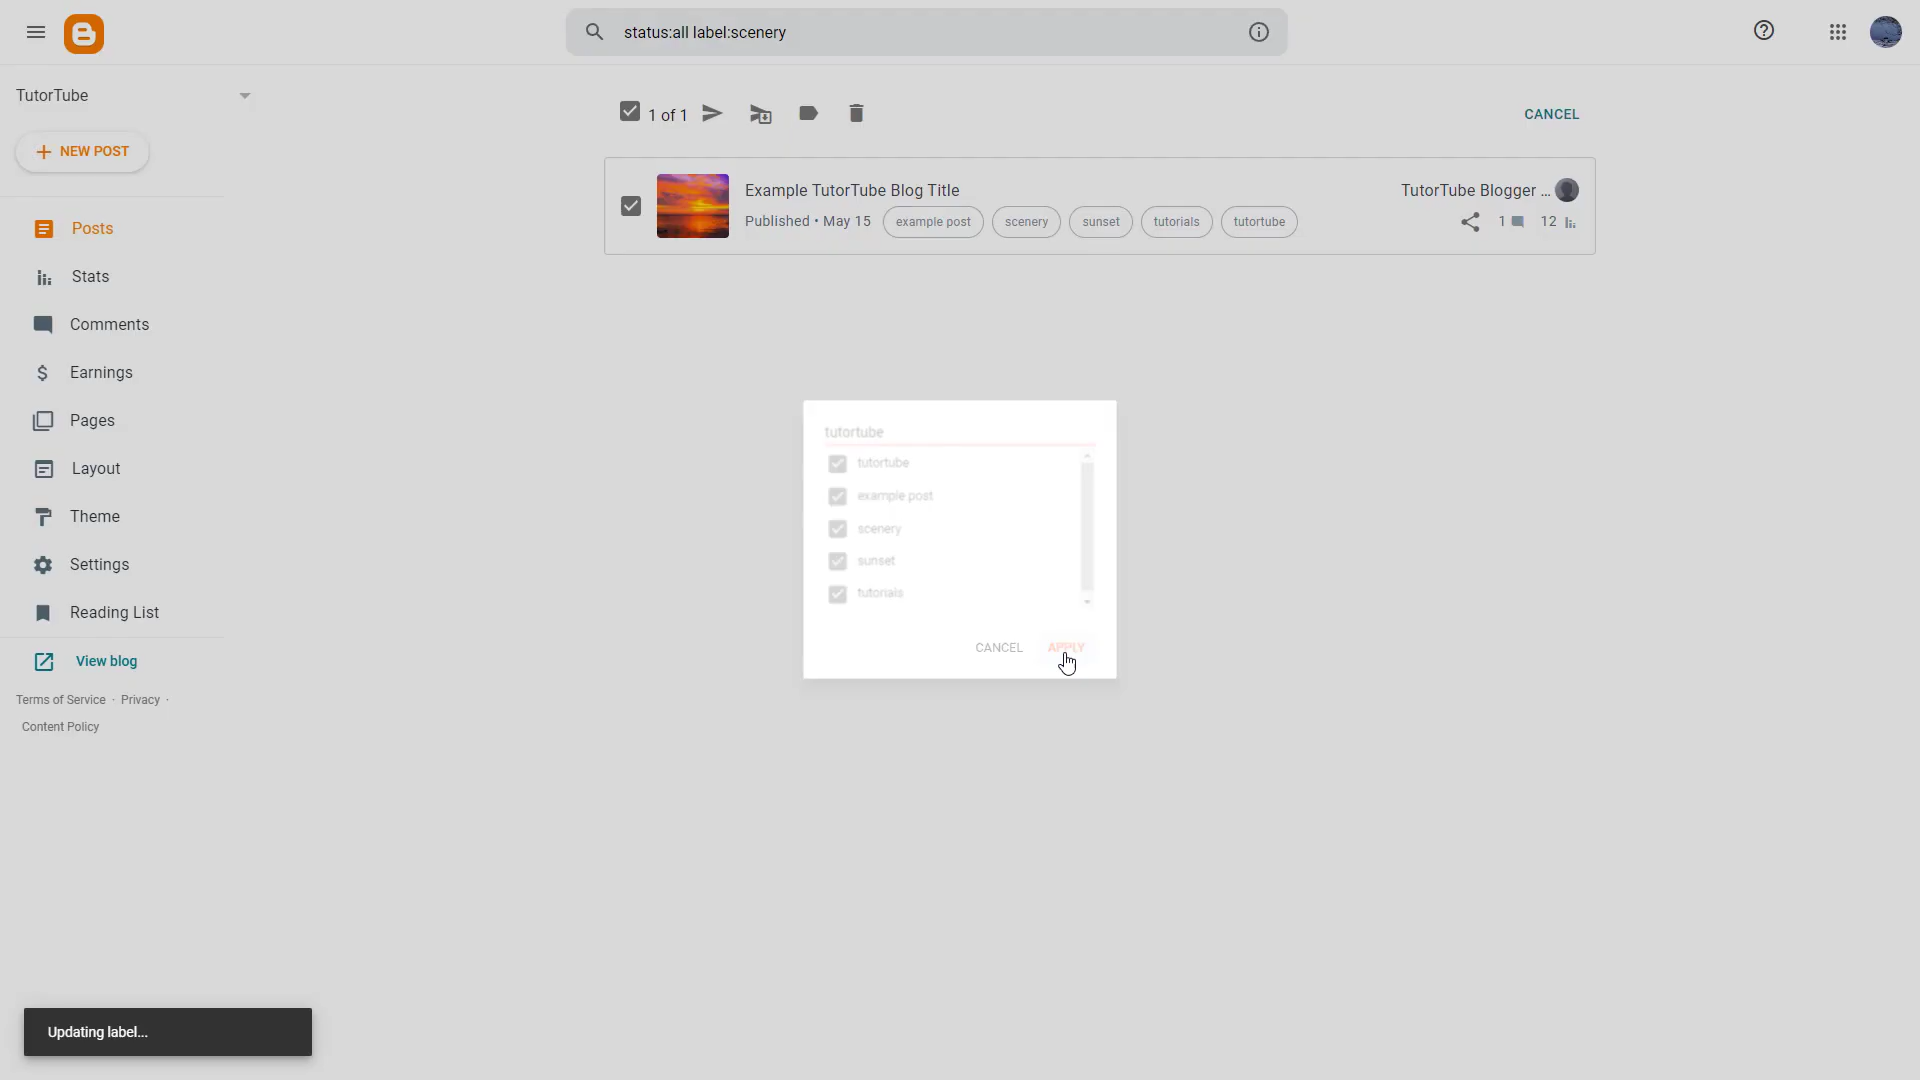 status:all label:scenery
TutorTube
1 of 1
CANCEL
NEW POST
Example TutorTube Blog Title
TutorTube Blogger ...
Published • May 15
example post
scenery
sunset
tutorials
tutortube
1
12
Posts
Stats
Comments
Earnings
Pages
Layout
Theme
Settings
Reading List
View blog
Terms of Service · Privacy ·
Content Policy
tutortube
tutortube
example post
scenery
sunset
tutorials
CANCEL
APPLY
Updating label...